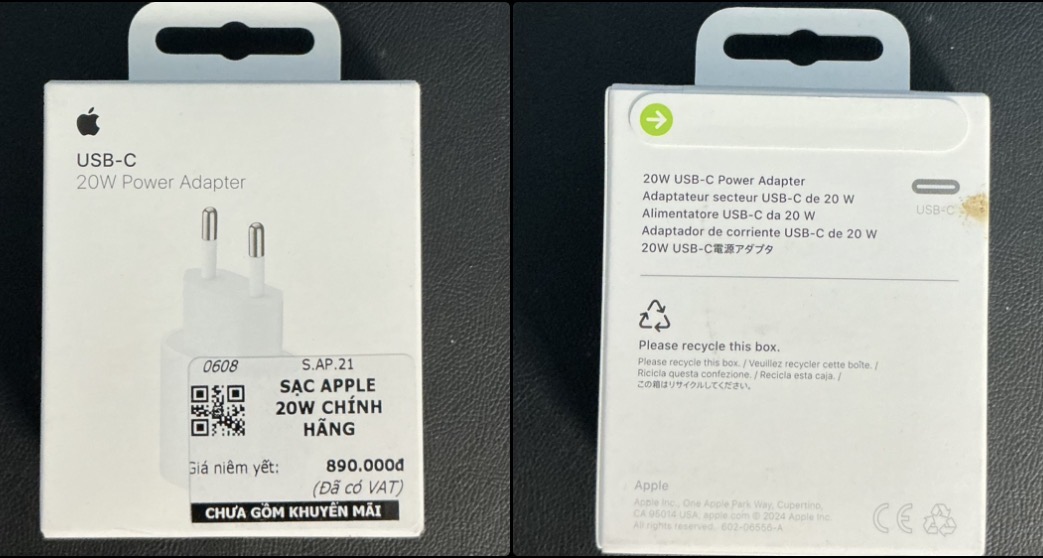 USB-C
20W Power Adapter
0608
S.AP.21
SẠC APPLE
20W CHÍNH
HÃNG
Giá niêm yết:
890.000đ
(Đã có VAT)
CHƯA GỒM KHUYẾN MÃI
20W USB-C Power Adapter
Adaptateur secteur USB-C de 20 W
Alimentatore USB-C da 20 W
Adaptador de corriente USB-C de 20 W
20W USB-C電源アダプタ
USB-C
Please recycle this box.
Please recycle this box. / Veuillez recycler cette boîte. /
Ricicla questa confezione. / Recicla esta caja. /
この箱はリサイクルしてください。
Apple
Apple Inc., One Apple Park Way, Cupertino,
CA 95014 USA. apple.com © 2024 Apple Inc.
All rights reserved. 602-06556-A
CE